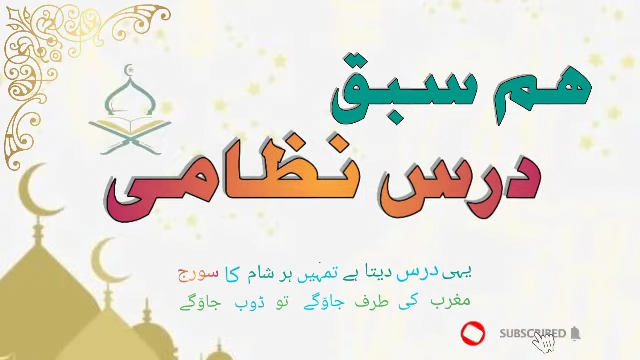 هم سبق
درس نظامی
یہی درس دیتا ہے تمہیں ہر شام کا سورج
مغرب کی طرف جاؤگے تو ڈوب جاؤگے
SUBSCRIBED